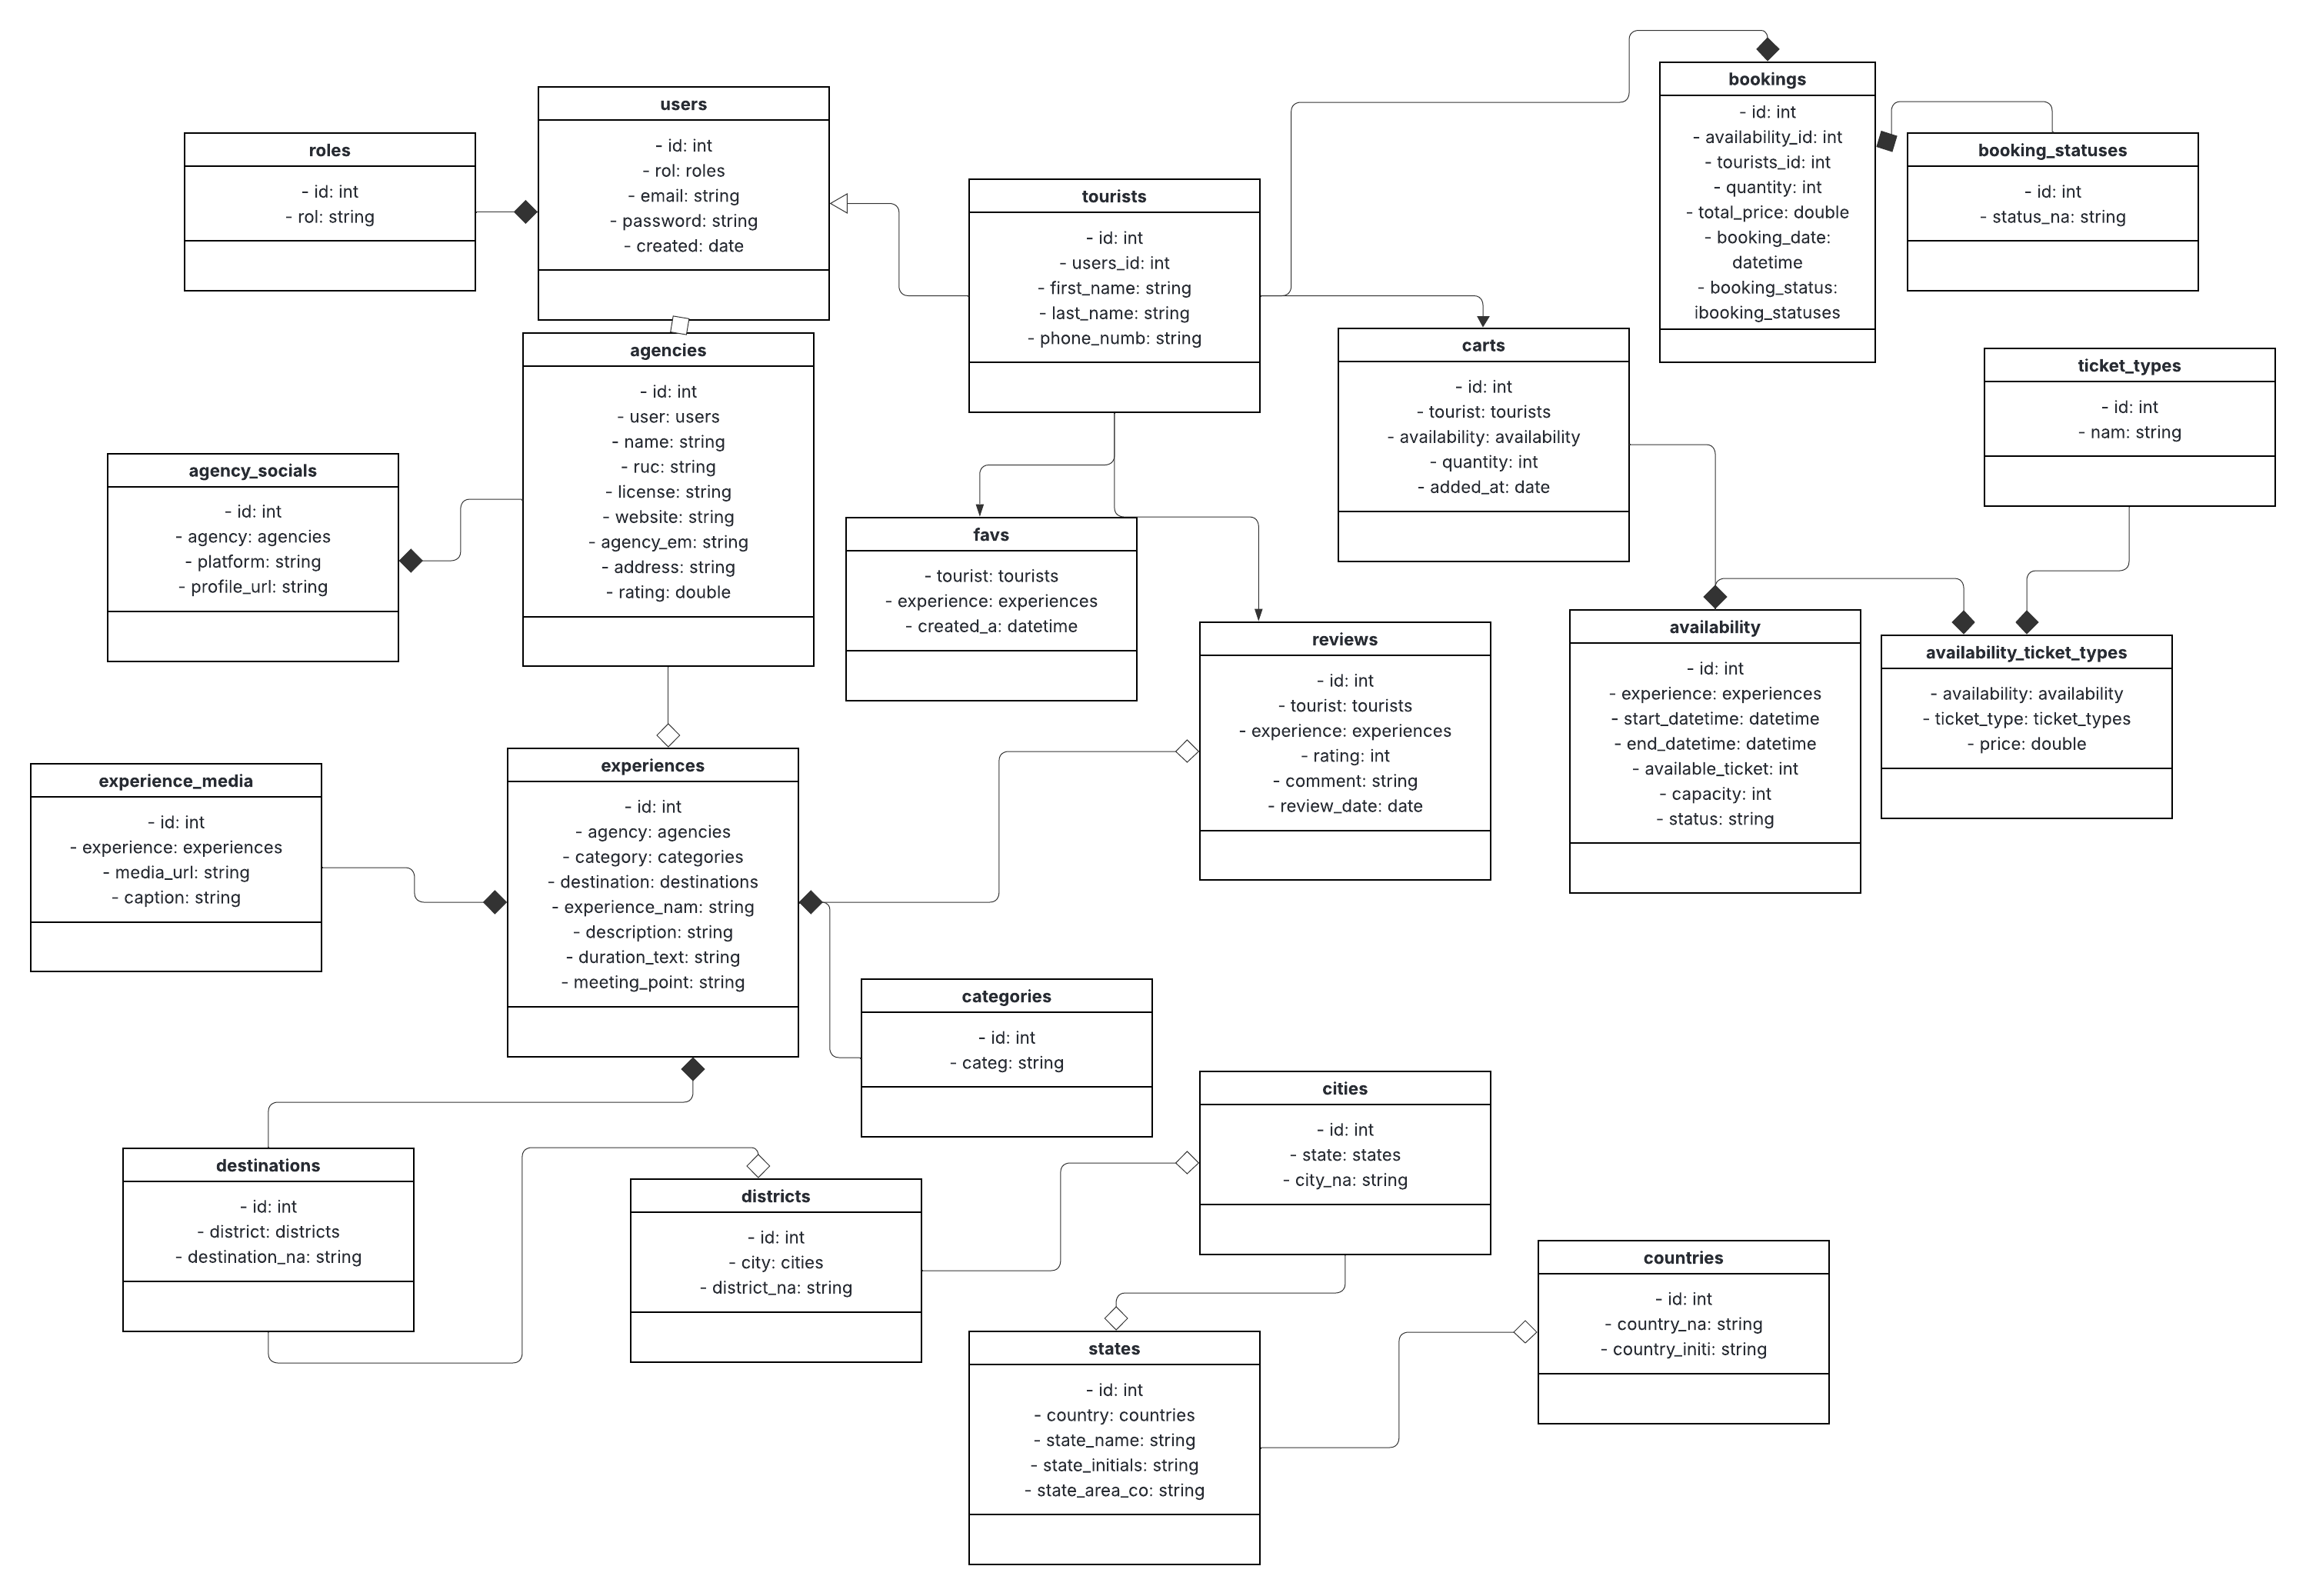 users
- id: int
- rol: roles
- email: string
- password: string
- created: date
roles
- id: int
- rol: string
tourists
- id: int
- users_id: int
- first_name: string
- last_name: string
- phone_numb: string
bookings
- id: int
- availability_id: int
- tourists_id: int
- quantity: int
- total_price: double
- booking_date:
datetime
- booking_status:
ibooking_statuses
booking_statuses
- id: int
- status_na: string
agencies
- id: int
- user: users
- name: string
- ruc: string
- license: string
- website: string
- agency_em: string
- address: string
- rating: double
carts
- id: int
- tourist: tourists
- availability: availability
- quantity: int
- added_at: date
ticket_types
- id: int
- nam: string
agency_socials
- id: int
- agency: agencies
- platform: string
- profile_url: string
favs
- tourist: tourists
- experience: experiences
- created_a: datetime
reviews
- id: int
- tourist: tourists
- experience: experiences
- rating: int
- comment: string
- review_date: date
availability
- id: int
- experience: experiences
- start_datetime: datetime
- end_datetime: datetime
- available_ticket: int
- capacity: int
- status: string
availability_ticket_types
- availability: availability
- ticket_type: ticket_types
- price: double
experience_media
- id: int
- experience: experiences
- media_url: string
- caption: string
experiences
- id: int
- agency: agencies
- category: categories
- destination: destinations
- experience_nam: string
- description: string
- duration_text: string
- meeting_point: string
categories
- id: int
- categ: string
cities
- id: int
- state: states
- city_na: string
destinations
- id: int
- district: districts
- destination_na: string
districts
- id: int
- city: cities
- district_na: string
countries
- id: int
- country_na: string
- country_initi: string
states
- id: int
- country: countries
- state_name: string
- state_initials: string
- state_area_co: string